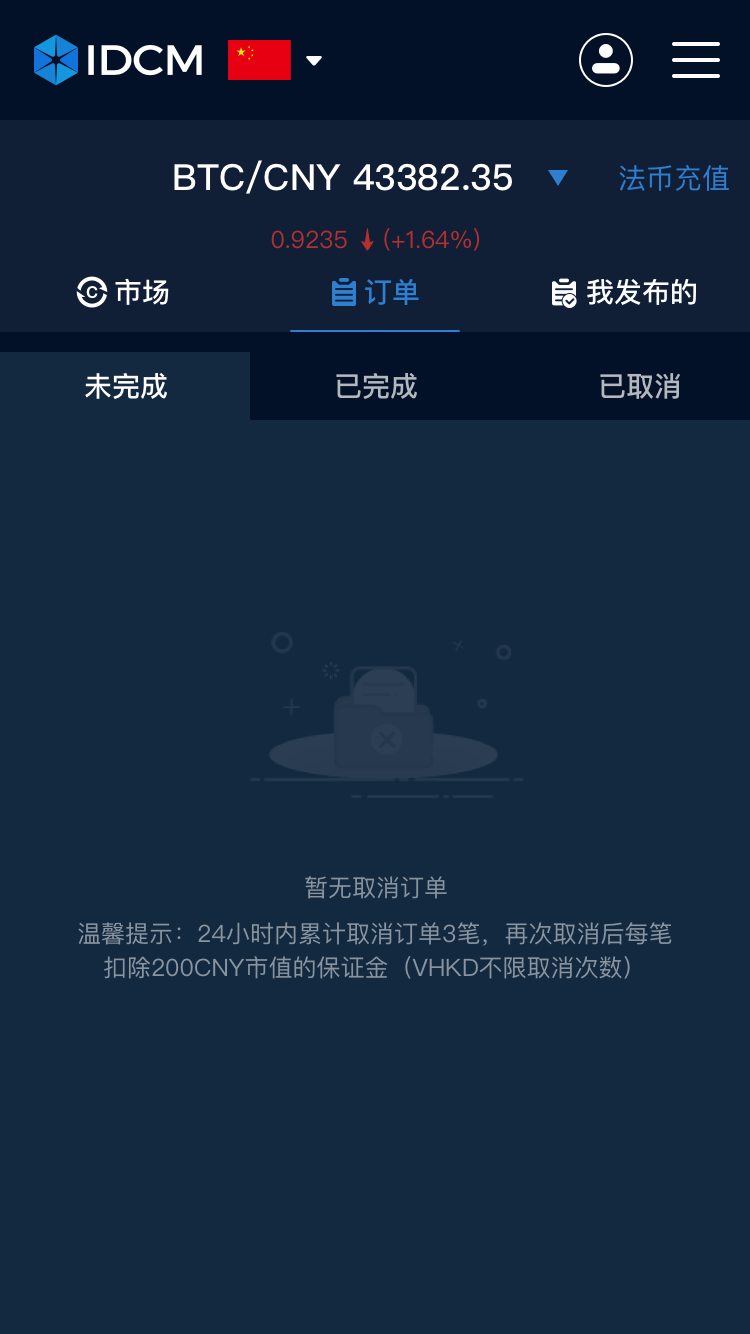 IDCM
BTC/CNY 43382.35
法币充值
0.9235 (+1.64%)
市场
订单
我发布的
未完成
已完成
已取消
暂无取消订单
温馨提示：24小时内累计取消订单3笔，再次取消后每笔
扣除200CNY市值的保证金（VHKD不限取消次数）